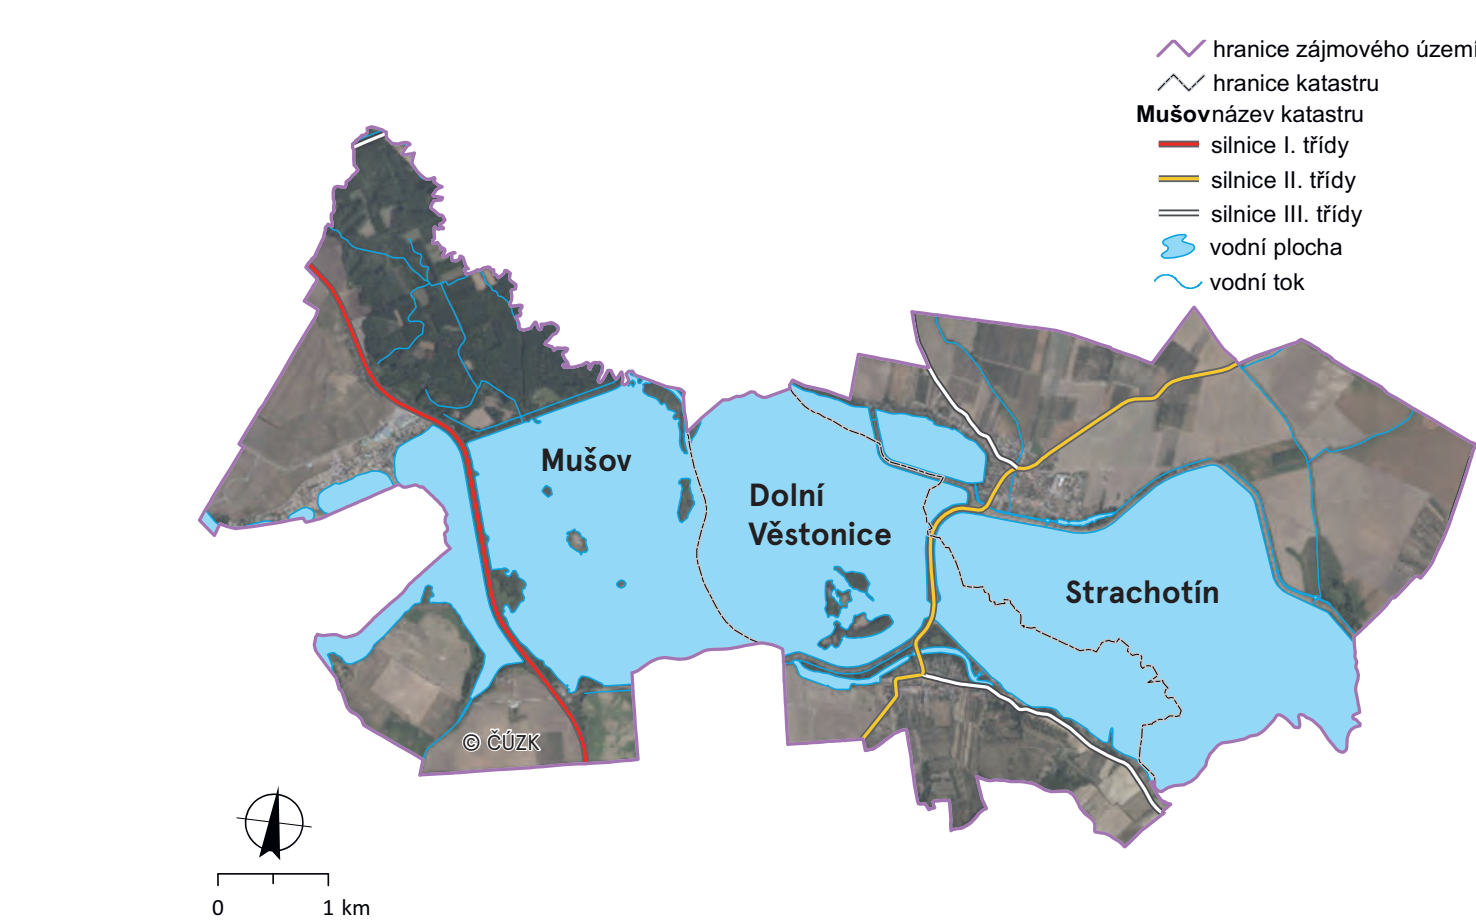 hranice zájmového území
hranice katastru
Mušov název katastru
silnice I. třídy
silnice II. třídy
silnice III. třídy
vodní plocha
vodní tok
Mušov
Dolní
Věstonice
Strachotín
© ČÚZK
0 1 km